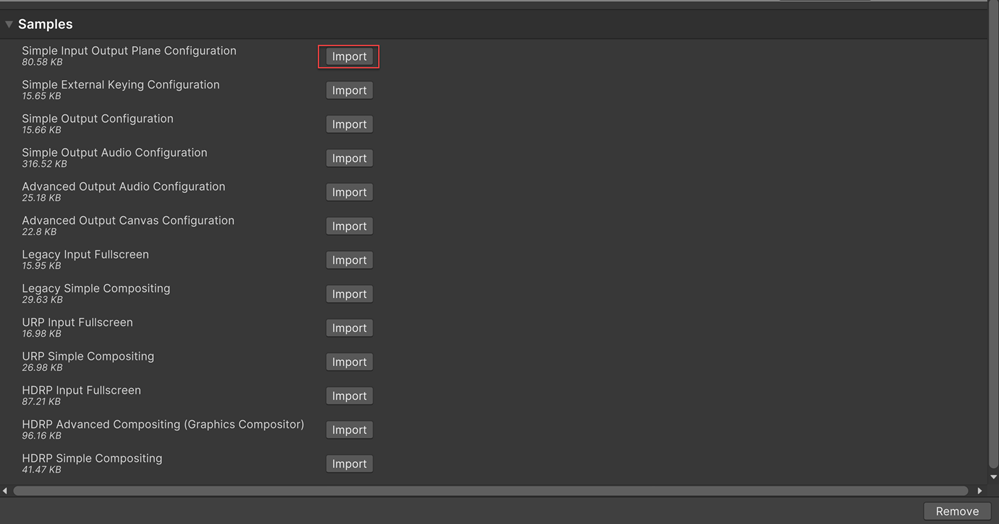 Samples
Simple Input Output Plane Configuration
80.58 KB
Import
Simple External Keying Configuration
15.65 KB
Import
Simple Output Configuration
15.66 KB
Import
Simple Output Audio Configuration
316.52 KB
Import
Advanced Output Audio Configuration
25.18 KB
Import
Advanced Output Canvas Configuration
22.8 KB
Import
Legacy Input Fullscreen
15.95 KB
Import
Legacy Simple Compositing
29.63 KB
Import
URP Input Fullscreen
16.98 KB
Import
URP Simple Compositing
26.98 KB
Import
HDRP Input Fullscreen
87.21 KB
Import
HDRP Advanced Compositing (Graphics Compositor)
96.16 KB
Import
HDRP Simple Compositing
41.47 KB
Import
Remove